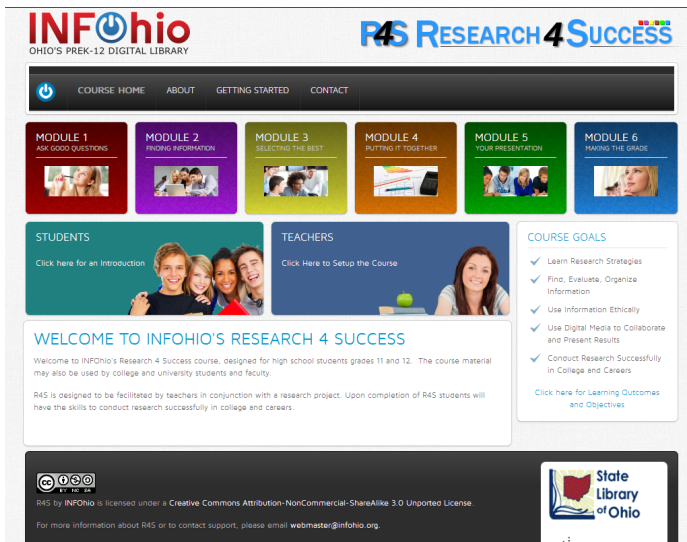 INFOhio
OHIO'S PREK-12 DIGITAL LIBRARY
R4S RESEARCH 4 SUCCESS
COURSE HOME ABOUT GETTING STARTED CONTACT
MODULE 1
ASK GOOD QUESTIONS
MODULE 2
FINDING INFORMATION
MODULE 3
SELECTING THE BEST
MODULE 4
PUTTING IT TOGETHER
MODULE 5
YOUR PRESENTATION
MODULE 6
MAKING THE GRADE
STUDENTS
Click here for an Introduction
TEACHERS
Click Here to Setup the Course
COURSE GOALS
Learn Research Strategies
Find, Evaluate, Organize
Information
Use Information Ethically
Use Digital Media to Collaborate
and Present Results
Conduct Research Successfully
in College and Careers
Click here for Learning Outcomes
and Objectives
WELCOME TO INFOHIO'S RESEARCH 4 SUCCESS
Welcome to INFOhio's Research 4 Success course, designed for high school students grades 11 and 12. The course material
may also be used by college and university students and faculty.
R4S is designed to be facilitated by teachers in conjunction with a research project. Upon completion of R4S students will
have the skills to conduct research successfully in college and careers.
cc
BY NC SA
R4S by INFOhio is licensed under a Creative Commons Attribution-NonCommercial-ShareAlike 3.0 Unported License.
For more information about R4S or to contact support, please email webmaster@infohio.org.
State
Library
of Ohio